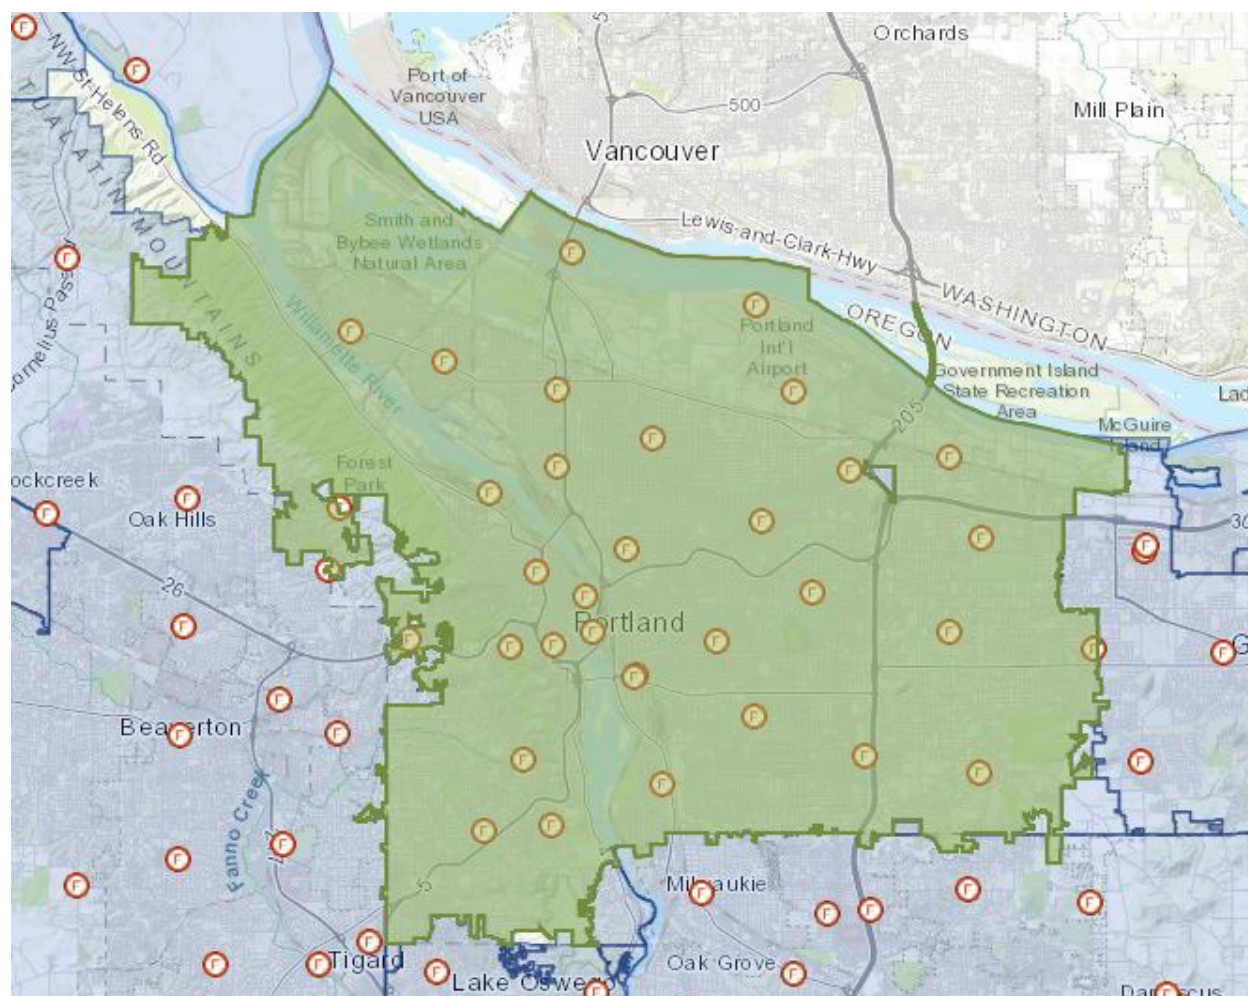 Orchards
Port of
Vancouver
USA
500
Mill Plain
NW-St-Helens-Rd
Vancouver
TUALATIN MOUNTAINS
Smith and
Bybee Wetlands
Natural Area
Lewis-and-Clark-Hwy
WASHINGTON
OREGON
Willamette River
Portland
Int'l
Airport
Government Island
State Recreation
Area
205
McGuire
Island
Forest
Park
Oak Hills
26
Portland
Beaverton
Fanno Creek
5
Milwaukie
Tigard
Oak Grove
Lake Oswego